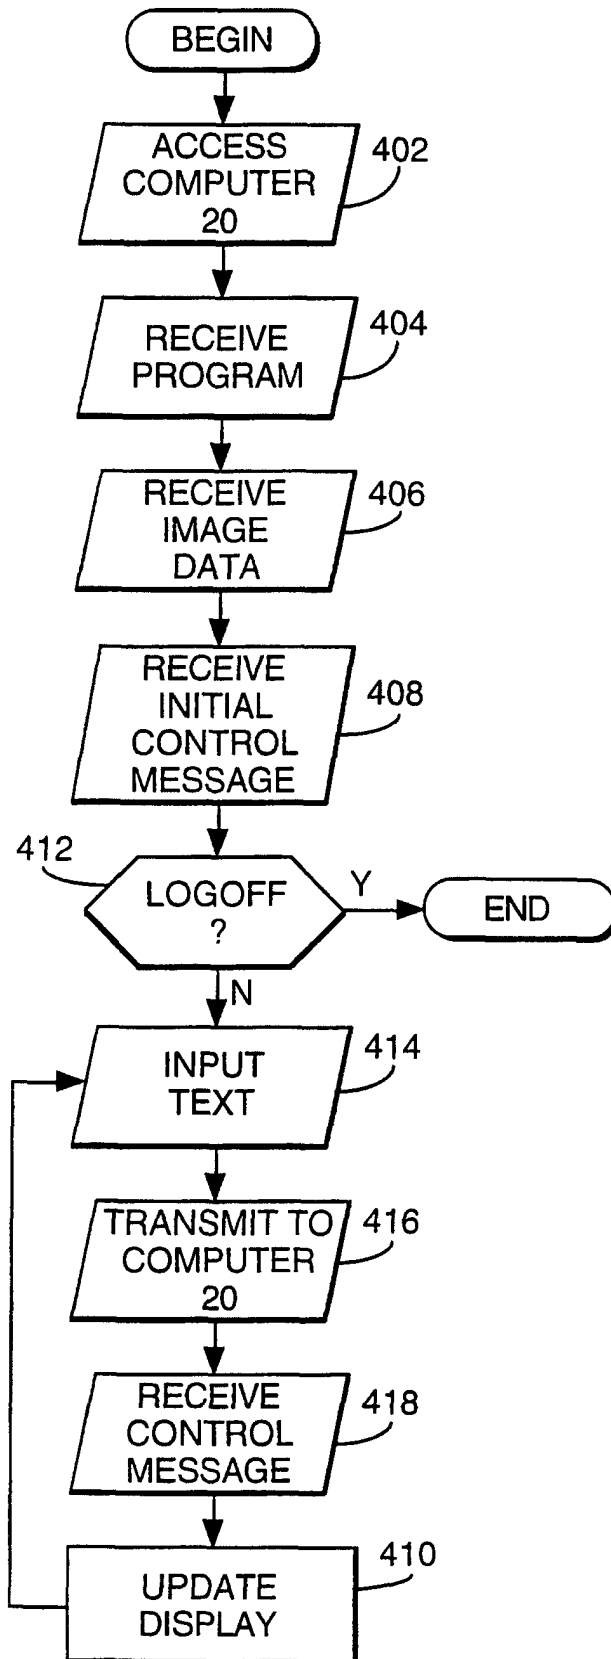 BEGIN
ACCESS
COMPUTER
20
402
RECEIVE
PROGRAM
404
RECEIVE
IMAGE
DATA
406
RECEIVE
INITIAL
CONTROL
MESSAGE
408
412
LOGOFF
?
Y
END
N
INPUT
TEXT
414
TRANSMIT TO
COMPUTER
20
416
RECEIVE
CONTROL
MESSAGE
418
UPDATE
DISPLAY
410